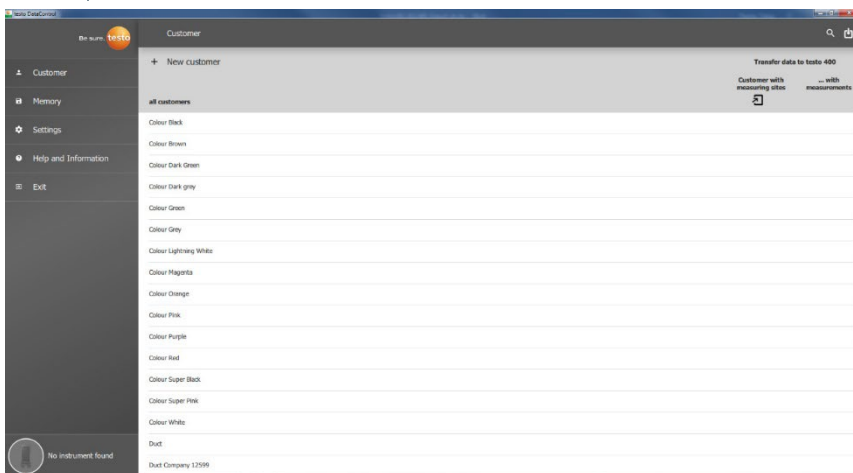 Testo DataControl
Be sure. testo
Customer
Memory
Settings
Help and Information
Exit
No instrument found
Customer
+ New customer
Transfer data to testo 400
Customer with
measuring sites
... with
measurements
all customers
Colour Black
Colour Brown
Colour Dark Green
Colour Dark grey
Colour Green
Colour Grey
Colour Lightning White
Colour Magenta
Colour Orange
Colour Pink
Colour Purple
Colour Red
Colour Super Black
Colour Super Pink
Colour White
Duct
Duct Company 12599